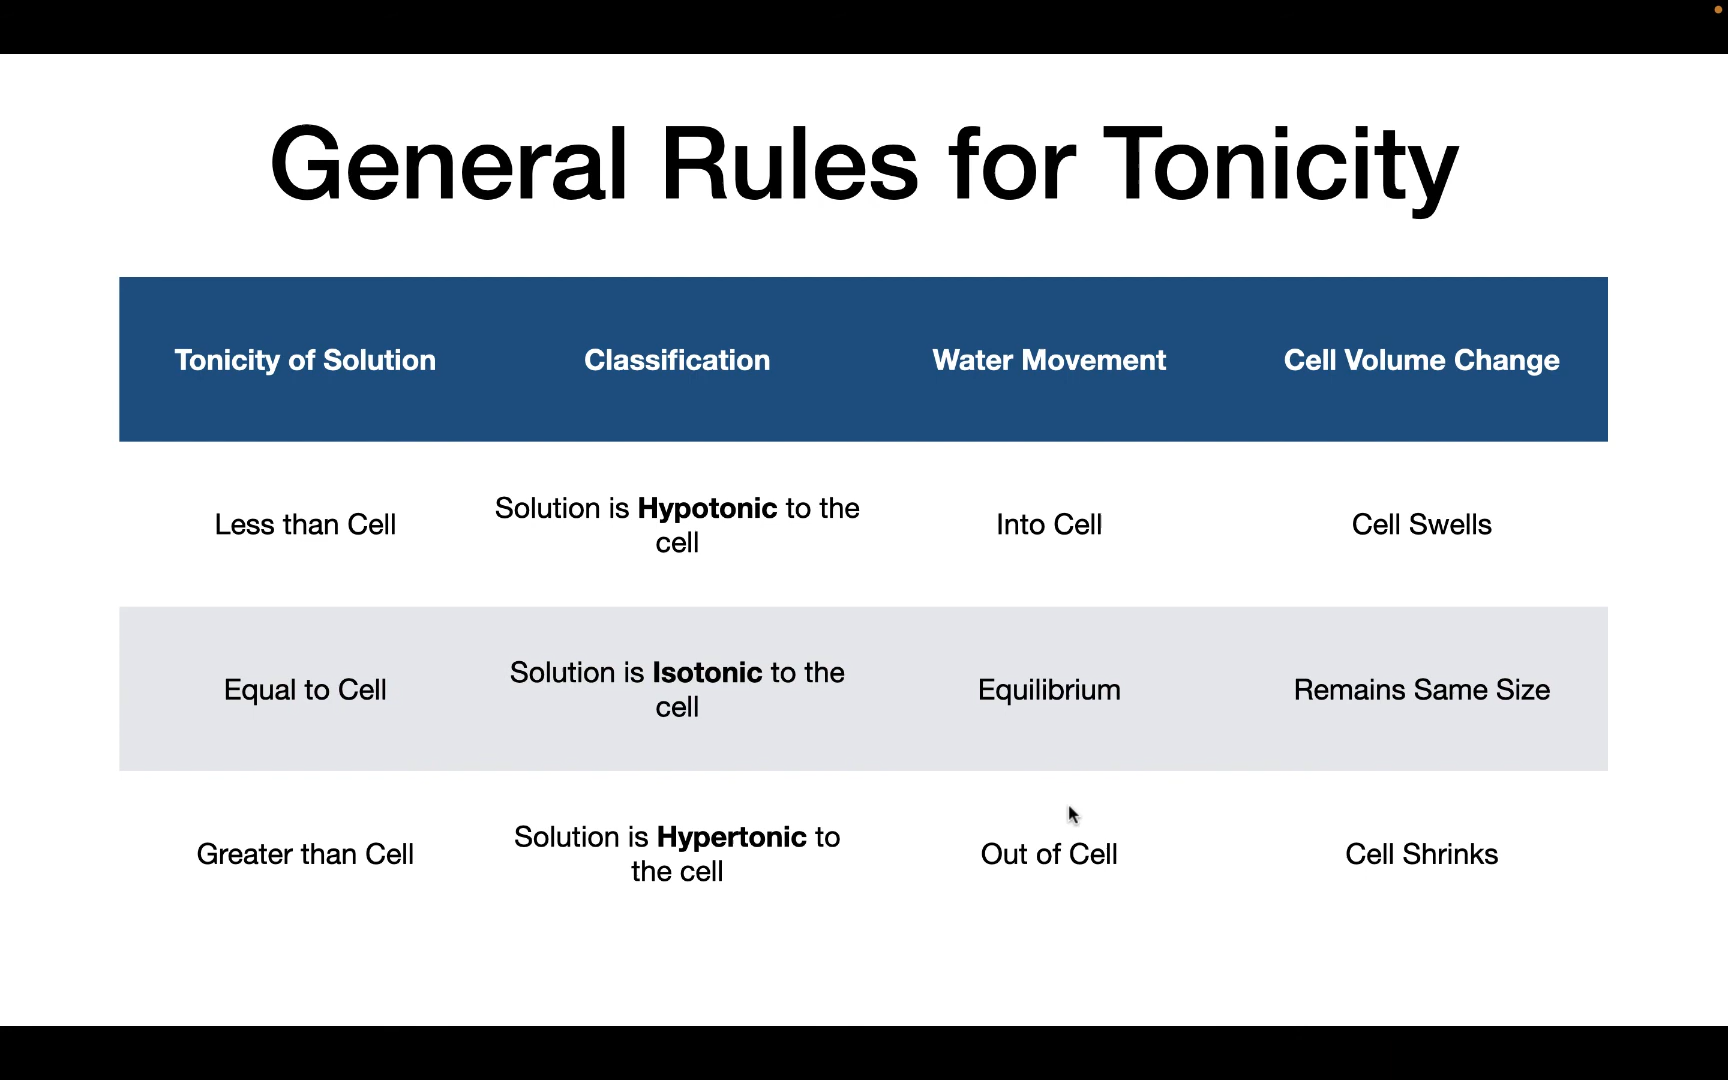 General Rules for Tonicity
Tonicity of Solution
Classification
Water Movement
Cell Volume Change
Less than Cell
Solution is Hypotonic to the
cell
Into Cell
Cell Swells
Equal to Cell
Solution is Isotonic to the
cell
Equilibrium
Remains Same Size
Greater than Cell
Solution is Hypertonic to
the cell
Out of Cell
Cell Shrinks